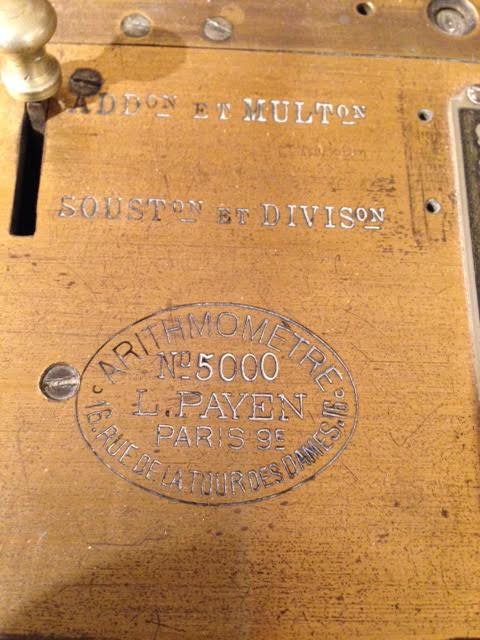 ADDON ET MULTON
SOUSTON ET DIVISON
ARITHMOMÈTRE
No 5000
L. PAYEN
PARIS 9E
16. RUE DE LA TOUR DES DAMES. 16.